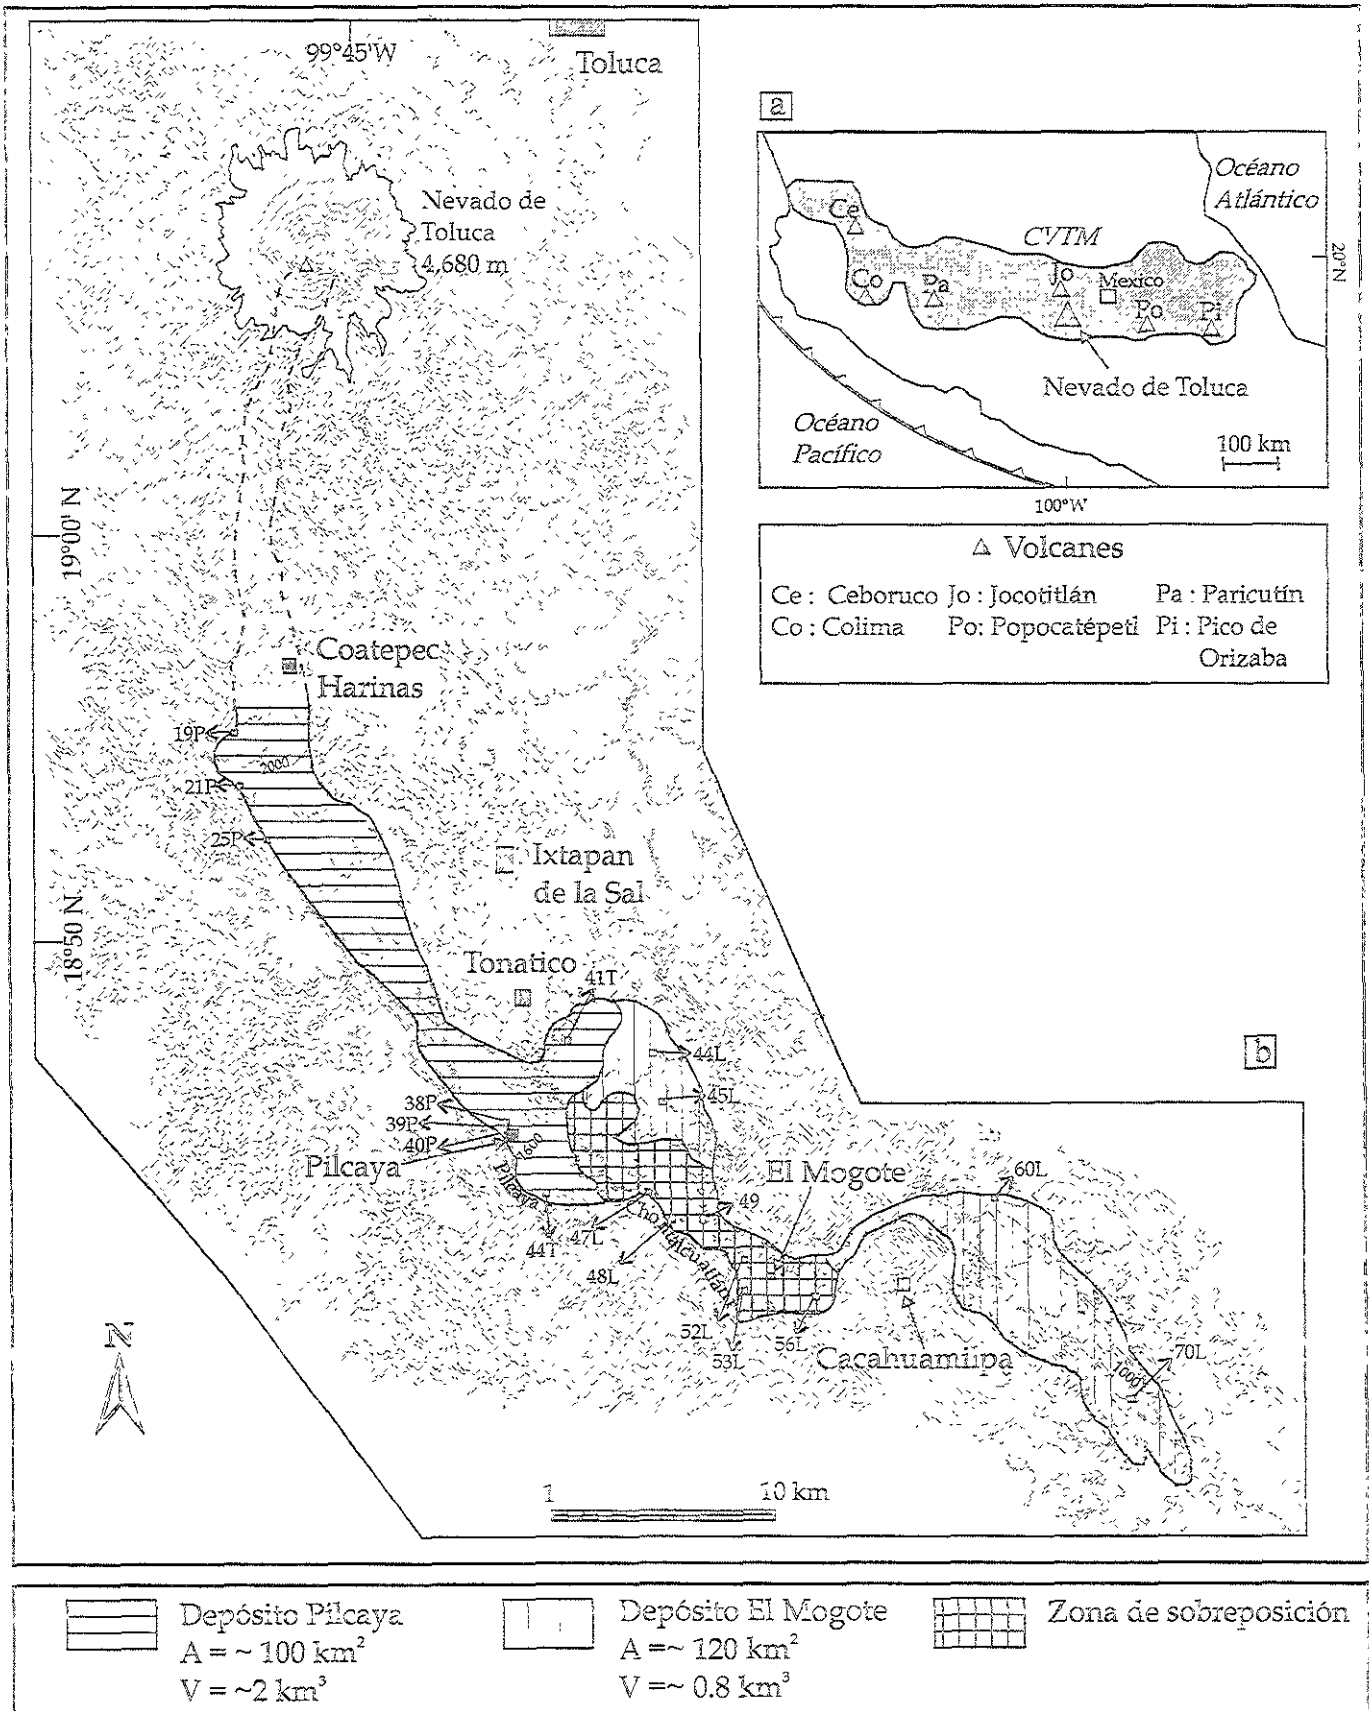 99°45'W
Toluca
Nevado de
Toluca
4,680 m
19°00' N
Coatepec
Harinas
19P
2000
21P
25P
Ixtapan
de la Sal
18°50 N
Tonatico
41T
44L
45L
38P
39P
40P
1600
Pilcaya
Pilcaya
El Mogote
60L
49
44T
47L
48L
52L
53L
56L
Cacahuamilpa
70L
1000
N
1
10 km
b
a
Océano
Atlántico
Ce
CVTM
20°N
Co
Pa
Jo
Mexico
Po
Pi
Nevado de Toluca
Océano
Pacífico
100 km
100°W
Volcanes
Ce : Ceboruco Jo : Jocotitlán Pa : Paricutín
Co : Colima Po: Popocatépetl Pi : Pico de
Orizaba
Depósito Pilcaya
A = ~ 100 km²
V = ~2 km³
Depósito El Mogote
A =~ 120 km²
V =~ 0.8 km³
Zona de sobreposición